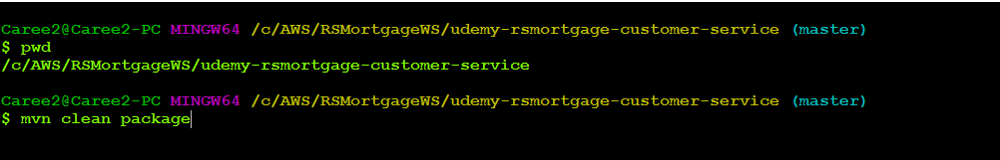 Caree2@Caree2-PC MINGW64 /c/AWS/RSMortgageWS/udemy-rsmortgage-customer-service (master)
$ pwd
/c/AWS/RSMortgageWS/udemy-rsmortgage-customer-service
Caree2@Caree2-PC MINGW64 /c/AWS/RSMortgageWS/udemy-rsmortgage-customer-service (master)
$ mvn clean package